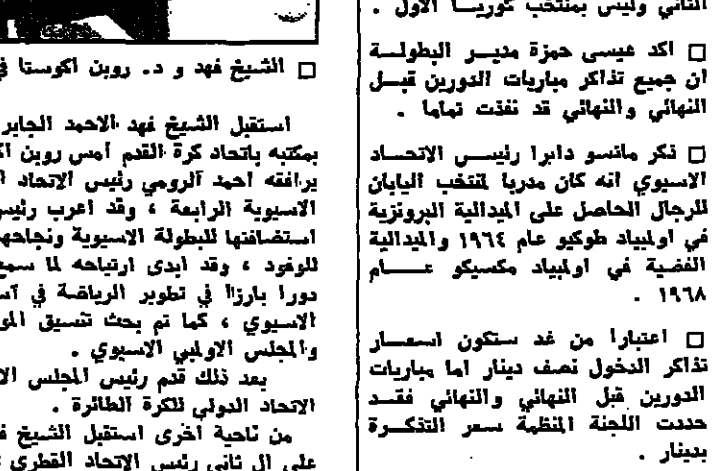 الثاني وليس بمنتخب كوريا الاول .
□ اكد عيسى حمزة مدير البطولة
ان جميع تذاكر مباريات الدورين قبل
النهائي والنهائي قد نفذت تماما .
□ ذكر مانسو دابرا رئيس الاتحاد
الاسيوي انه كان مدربا لمنتخب اليابان
للرجال الحاصل على الميدالية البرونزية
في اولمبياد طوكيو عام ١٩٦٤ والميدالية
الفضية في اولمبياد مكسيكو عام
١٩٦٨ .
□ اعتبارا من غد ستكون اسعار
تذاكر الدخول نصف دينار اما مباريات
الدورين قبل النهائي والنهائي فقد
حددت اللجنة المنظمة سعر التذكرة
بدينار .
□ الشيخ فهد و د. روبن اكوستا
استقبل الشيخ فهد الاحمد الجابر
بمكتبه باتحاد كرة القدم أمس روبن
يرافقه احمد الرومي رئيس الاتحاد
الاسيوية الرابعة ، وقد اعرب رئيس
استضافتها للبطولة الاسيوية ونجاحها
للوفود ، وقد ابدى ارتياحه لما سمع
دورا بارزا في تطوير الرياضة في
الاسيوي ، كما تم بحث تنسيق
والمجلس الاولمبي الاسيوي .
بعد ذلك قدم رئيس المجلس
الاتحاد الدولي للكرة الطائرة .
من ناحية اخرى استقبل الشيخ
علي ال ثاني رئيس الاتحاد القطري